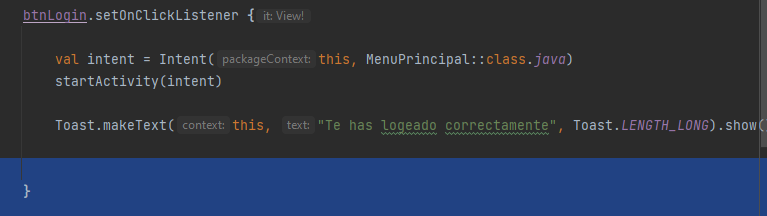 btnLogin.setOnClickListener { it: View!
val intent = Intent( packageContext: this, MenuPrincipal::class.java)
startActivity(intent)
Toast.makeText( context: this, text: "Te has logeado correctamente", Toast.LENGTH_LONG).show()
}